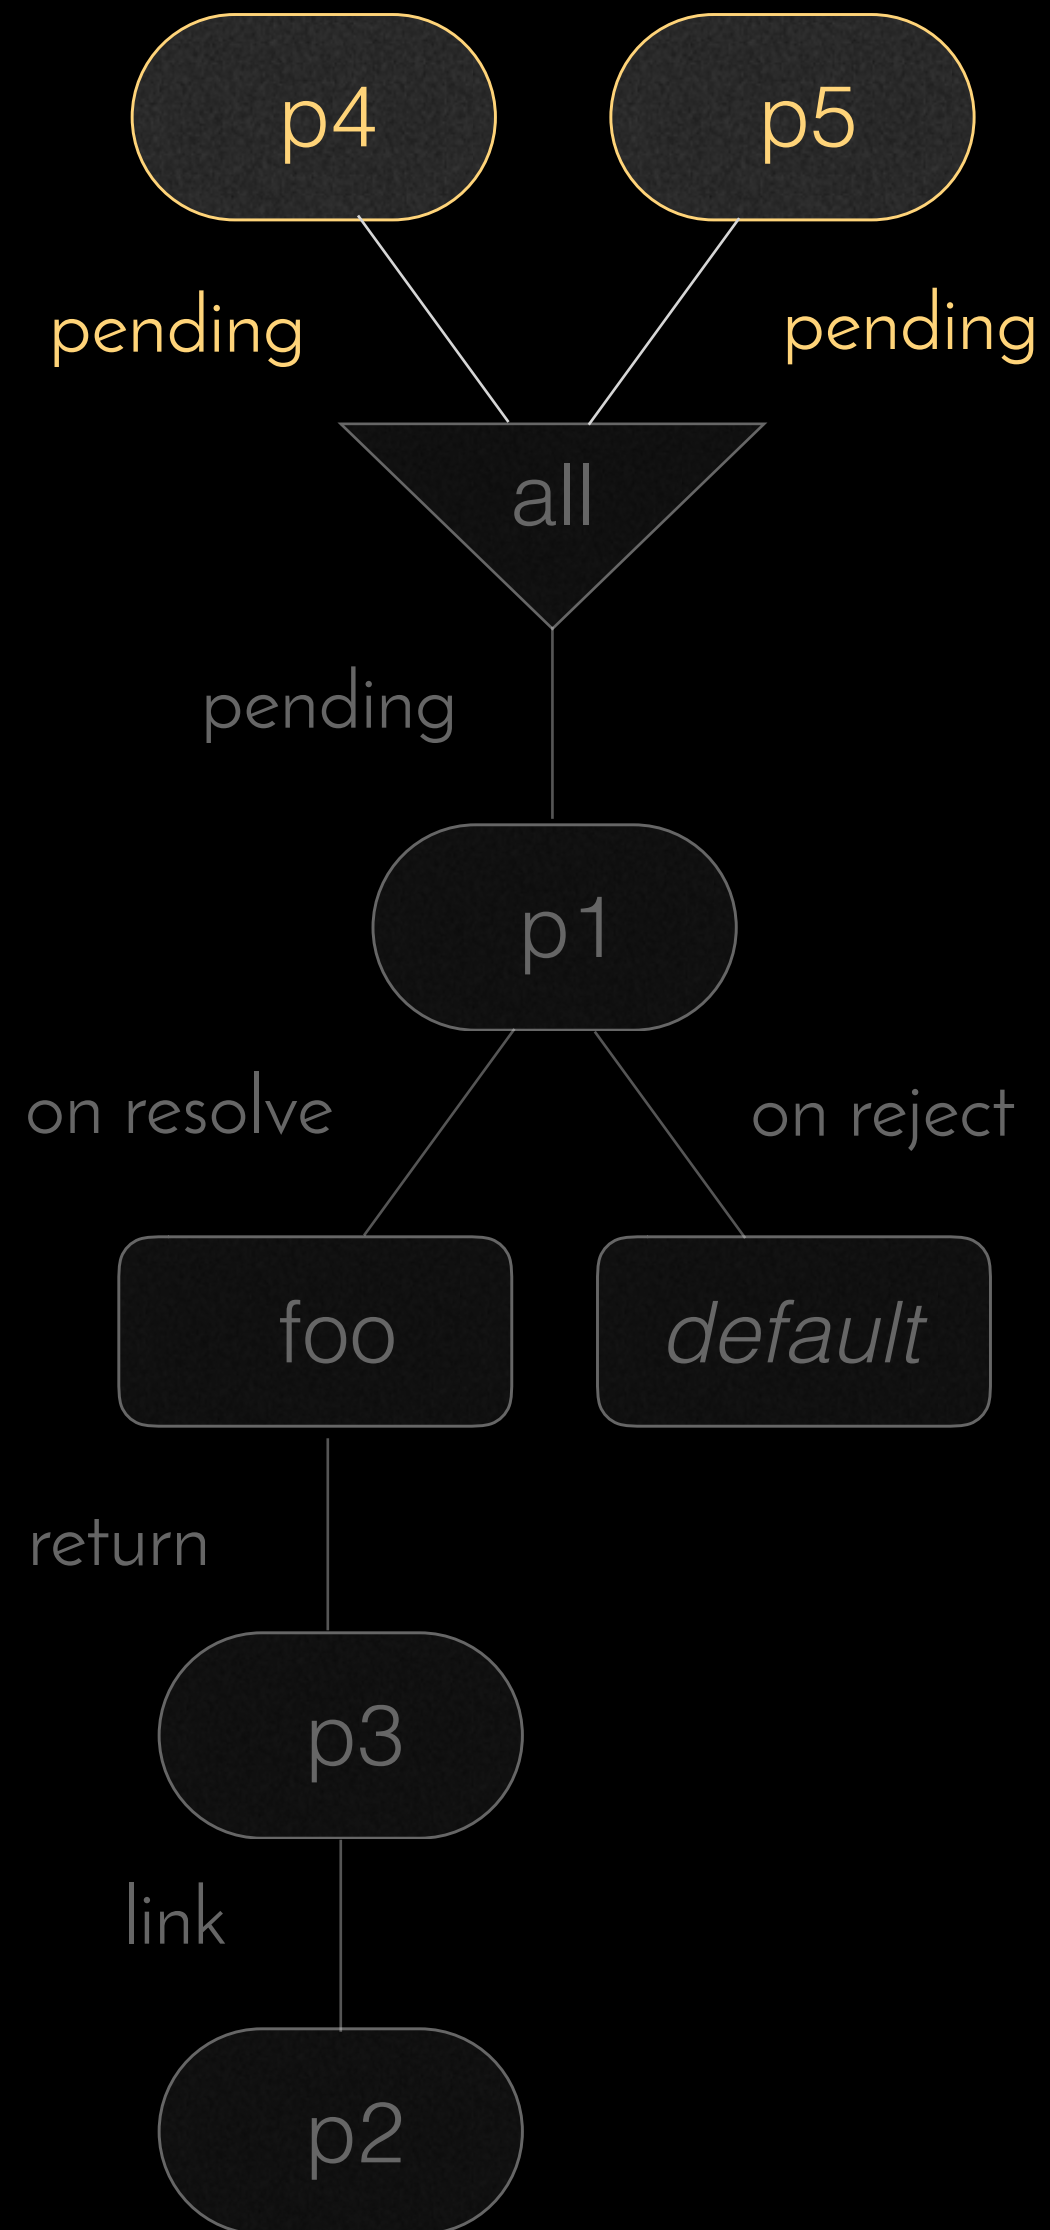 p4
p5
pending
pending
all
pending
p1
on resolve
on reject
foo
default
return
p3
link
p2